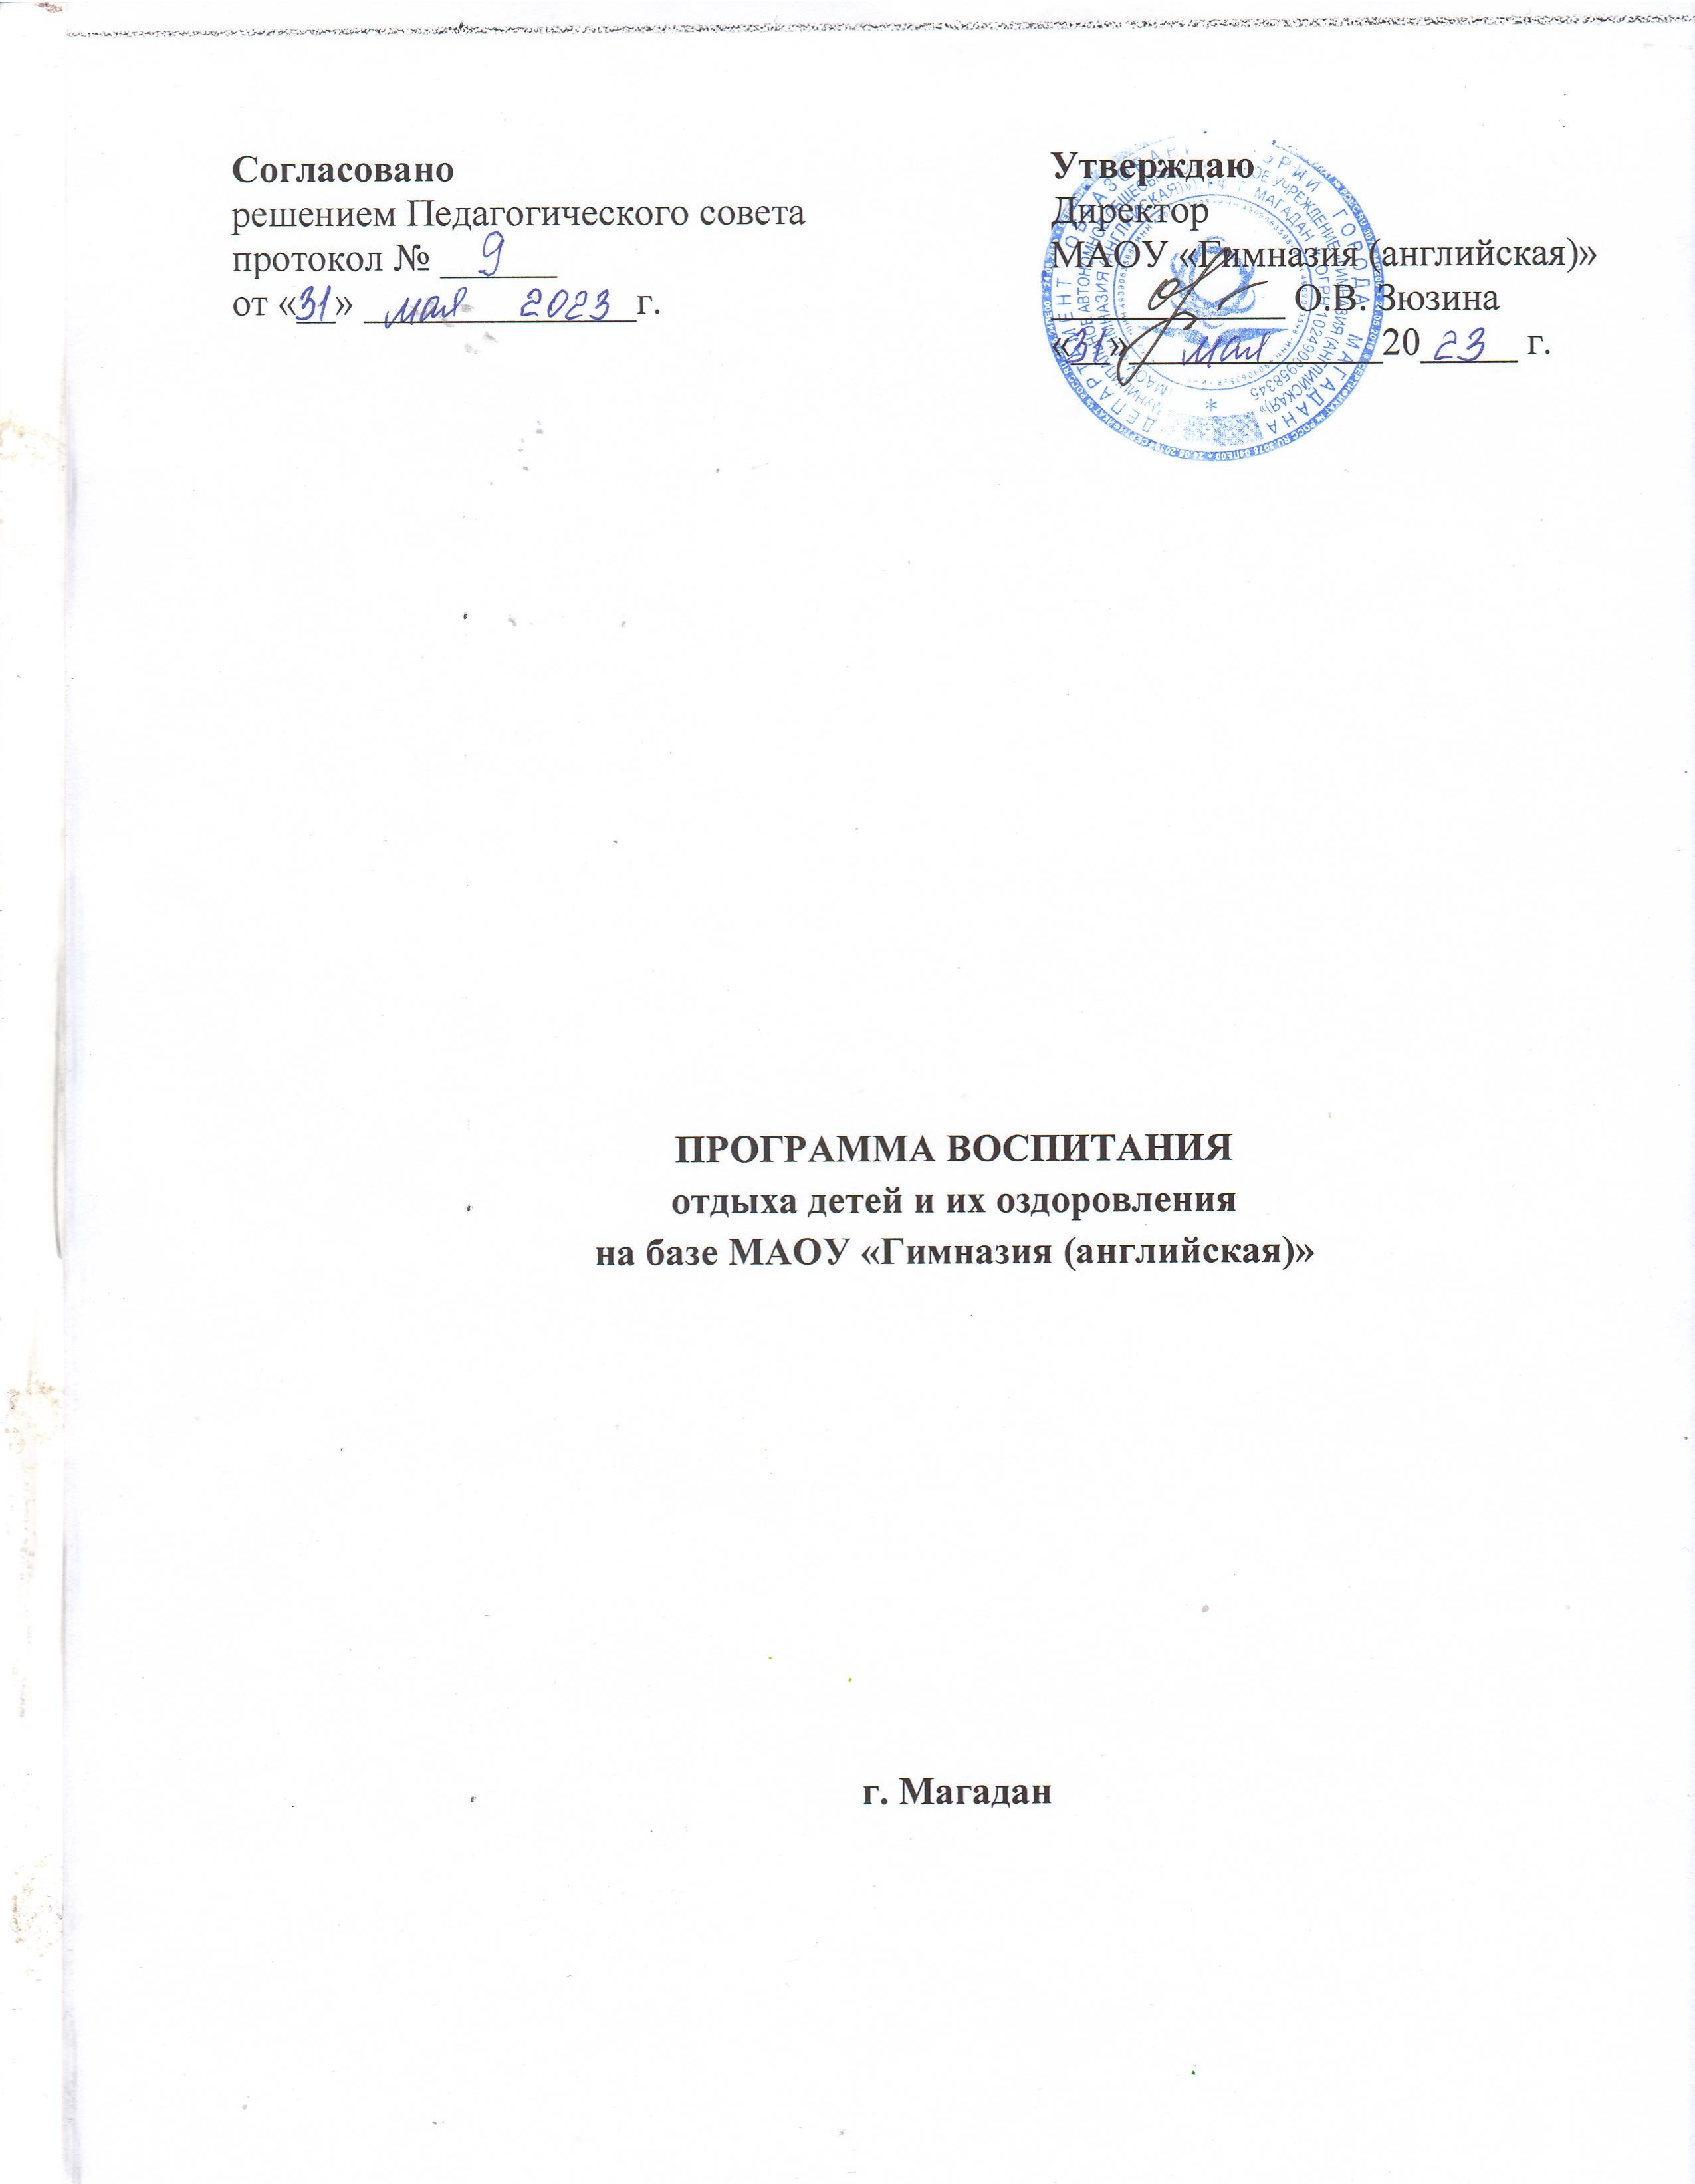 Согласовано
решением Педагогического совета
протокол № 9
от «31» мая 2023 г.
Утверждаю
Директор
МАОУ «Гимназия (английская)»
О.В. Зюзина
«31» мая 2023 г.
ПРОГРАММА ВОСПИТАНИЯ
отдыха детей и их оздоровления
на базе МАОУ «Гимназия (английская)»
г. Магадан